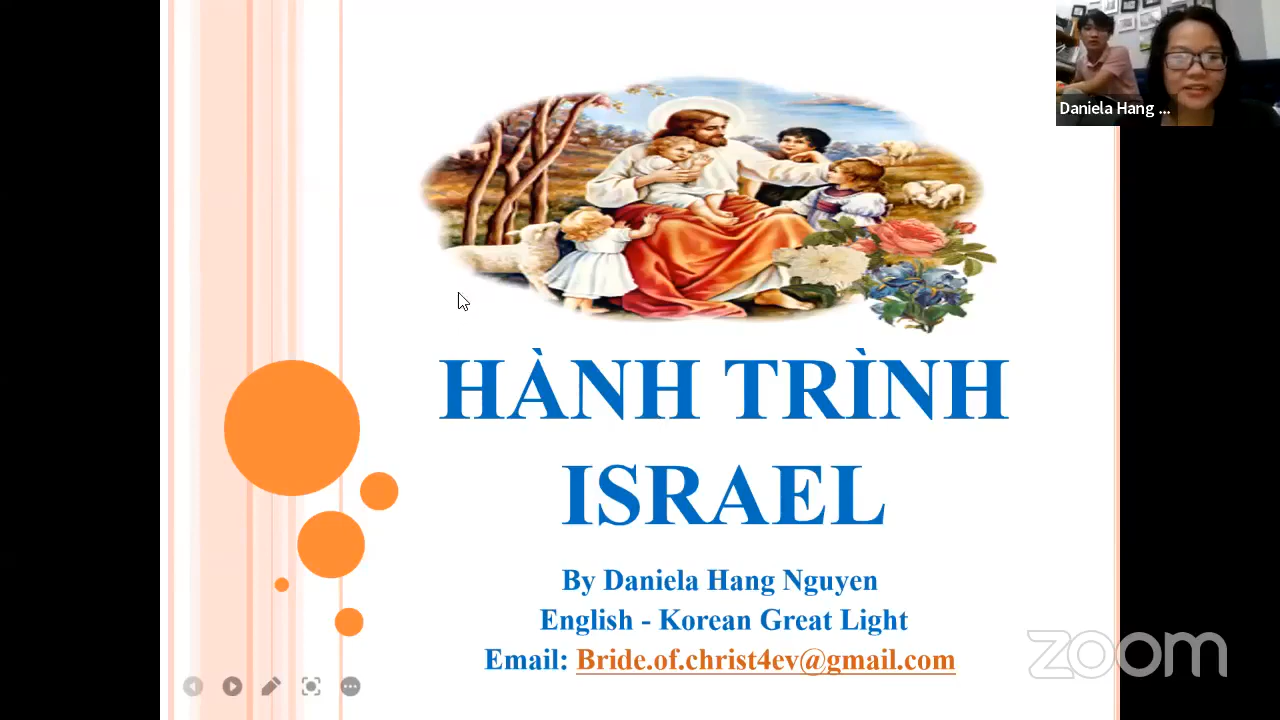 Daniela Hang ...
HÀNH TRÌNH
ISRAEL
By Daniela Hang Nguyen
English - Korean Great Light
Email: Bride.of.christ4ev@gmail.com
zoom